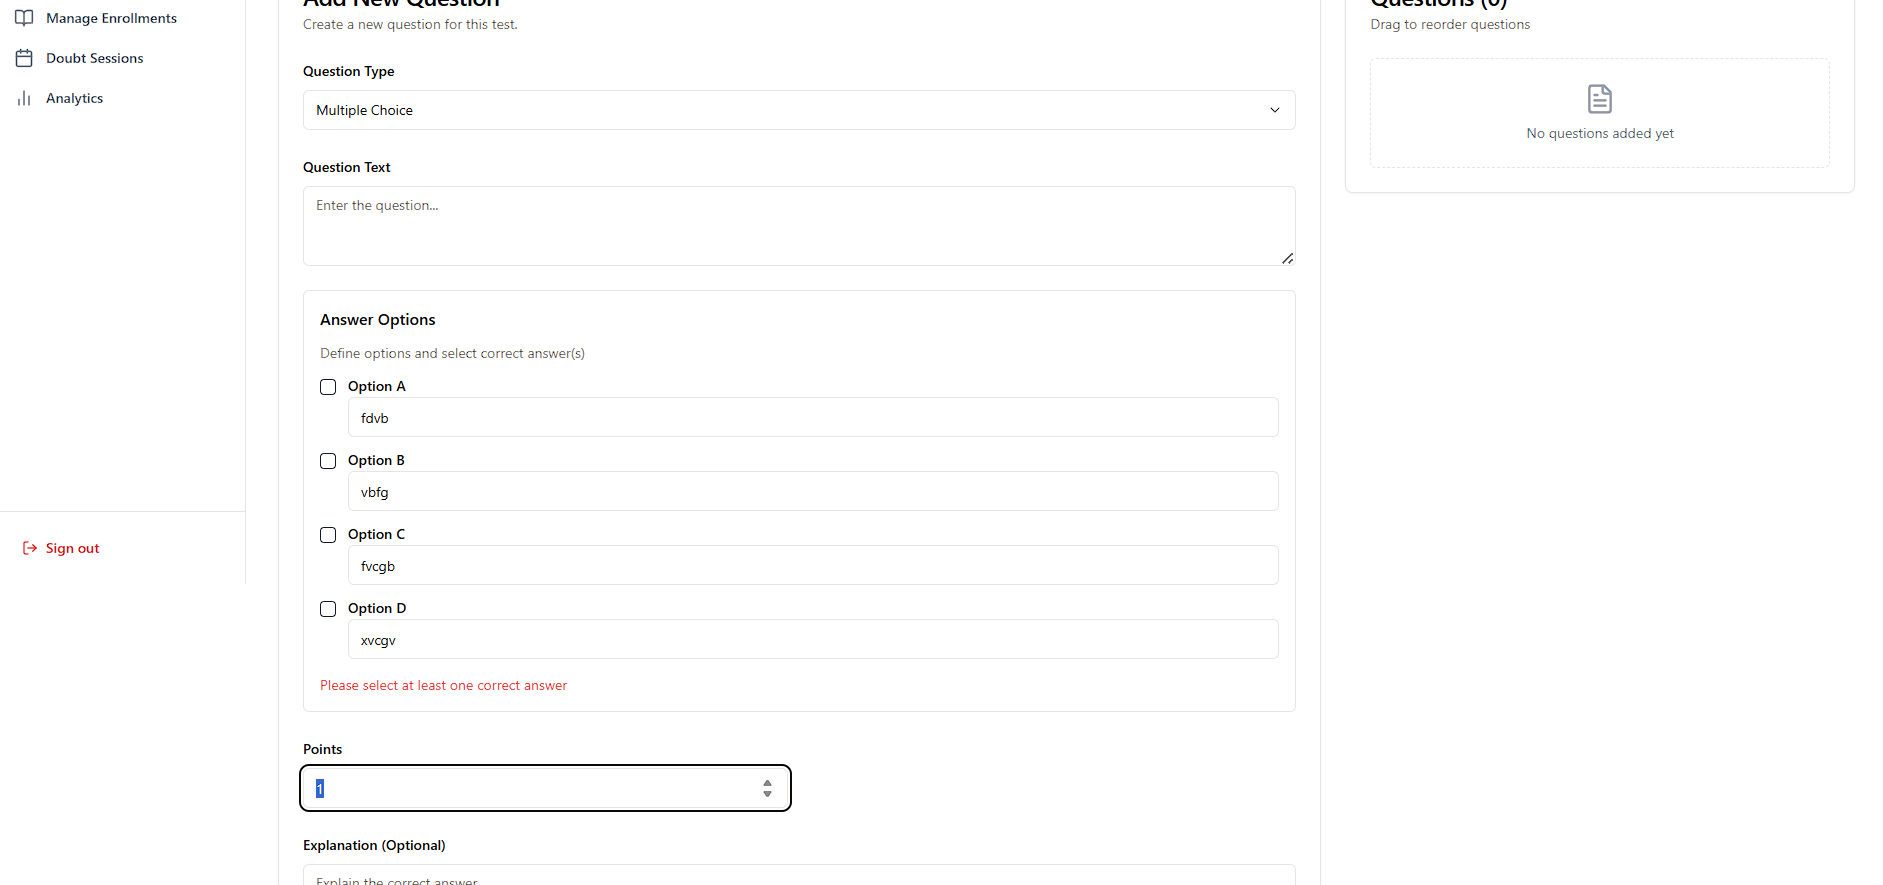 Manage Enrollments
Doubt Sessions
Analytics
Sign out
Add New Question
Create a new question for this test.
Question Type
Multiple Choice
Question Text
Enter the question...
Answer Options
Define options and select correct answer(s)
Option A
fdvb
Option B
vbfg
Option C
fvcgb
Option D
xvcgv
Please select at least one correct answer
Points
1
Explanation (Optional)
Explain the correct answer
Questions (0)
Drag to reorder questions
No questions added yet